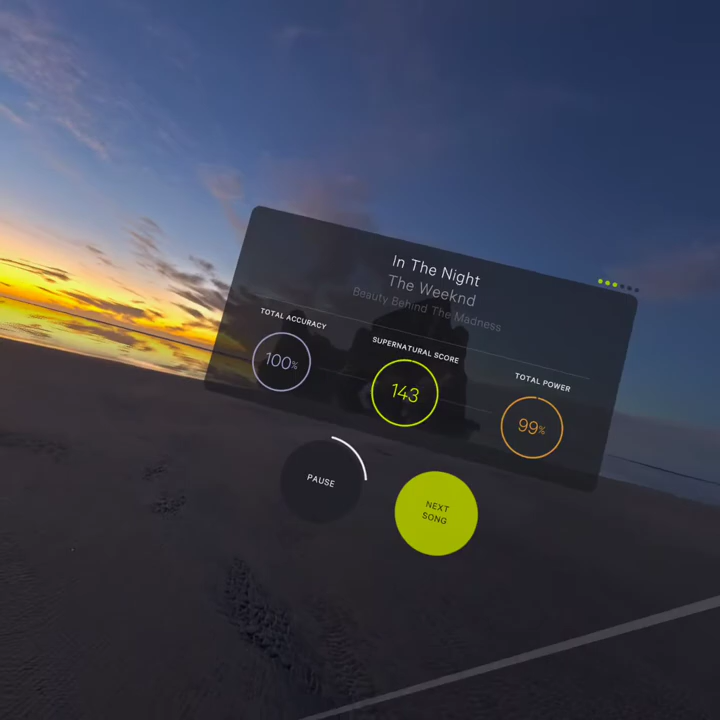 In The Night
The Weeknd
Beauty Behind The Madness
TOTAL ACCURACY
100%
SUPERNATURAL SCORE
143
TOTAL POWER
99%
PAUSE
NEXT
SONG